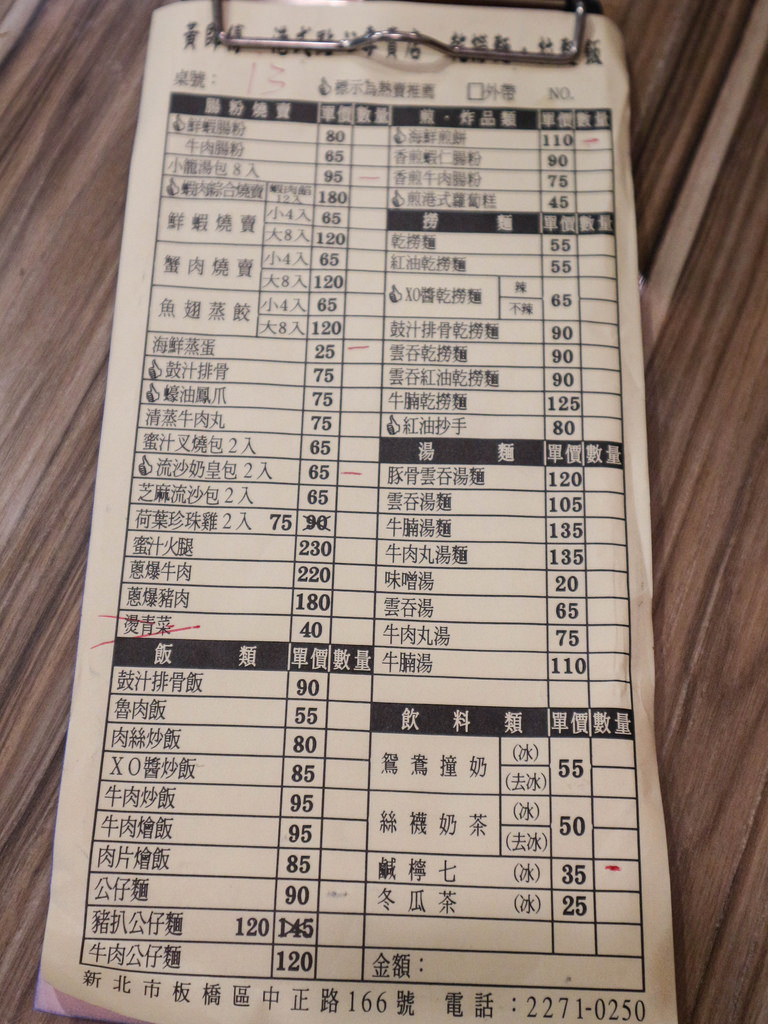 黃師傅 港式點心專賣店
桌號： 13 標示為熱賣推薦 外帶 NO.
腸粉燒賣 單價 數量
鮮蝦腸粉 80
牛肉腸粉 65
小龍湯包8入 95
蝦肉綜合燒賣 蝦肉餡 12入 180
鮮蝦燒賣 小4入 65
大8入 120
蟹肉燒賣 小4入 65
大8入 120
魚翅蒸餃 小4入 65
大8入 120
海鮮蒸蛋 25
鼓汁排骨 75
蠔油鳳爪 75
清蒸牛肉丸 75
蜜汁叉燒包2入 65
流沙奶皇包2入 65
芝麻流沙包2入 65
荷葉珍珠雞2入 75 90
蜜汁火腿 230
蔥爆牛肉 220
蔥爆豬肉 180
燙青菜 40
飯類 單價 數量
鼓汁排骨飯 90
魯肉飯 55
肉絲炒飯 80
XO醬炒飯 85
牛肉炒飯 95
牛肉燴飯 95
肉片燴飯 85
公仔麵 90
豬扒公仔麵 120 145
牛肉公仔麵 120
煎・炸品類 單價 數量
海鮮煎餅 110
香煎蝦仁腸粉 90
香煎牛肉腸粉 75
煎港式蘿蔔糕 45
撈麵 單價 數量
乾撈麵 55
紅油乾撈麵 55
XO醬乾撈麵 辣 65
不辣
鼓汁排骨乾撈麵 90
雲吞乾撈麵 90
雲吞紅油乾撈麵 90
牛腩乾撈麵 125
紅油抄手 80
湯麵 單價 數量
豚骨雲吞湯麵 120
雲吞湯麵 105
牛腩湯麵 135
牛肉丸湯麵 135
味噌湯 20
雲吞湯 65
牛肉丸湯 75
牛腩湯 110
飲料類 單價 數量
鴛鴦撞奶 (冰) 55
(去冰)
絲襪奶茶 (冰) 50
(去冰)
鹹檸七 (冰) 35
冬瓜茶 (冰) 25
金額：
新北市板橋區中正路166號 電話：2271-0250